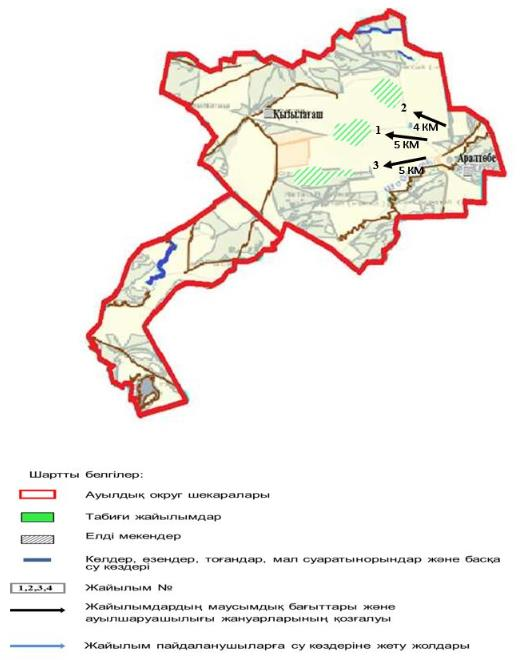 Қызылағаш
2
4 КМ
1
5 КМ
Аралтөбе
3
5 КМ
Шартты белгілер:
Ауылдық округ шекаралары
Табиғи жайылымдар
Елді мекендер
Көлдер, өзендер, тоғандар, мал суаратынорындар және басқа
су көздері
1,2,3,4 Жайылым №
Жайылымдардың маусымдық бағыттары және
ауылшаруашылығы жануарларының қозғалуы
Жайылым пайдаланушыларға су көздеріне жету жолдары